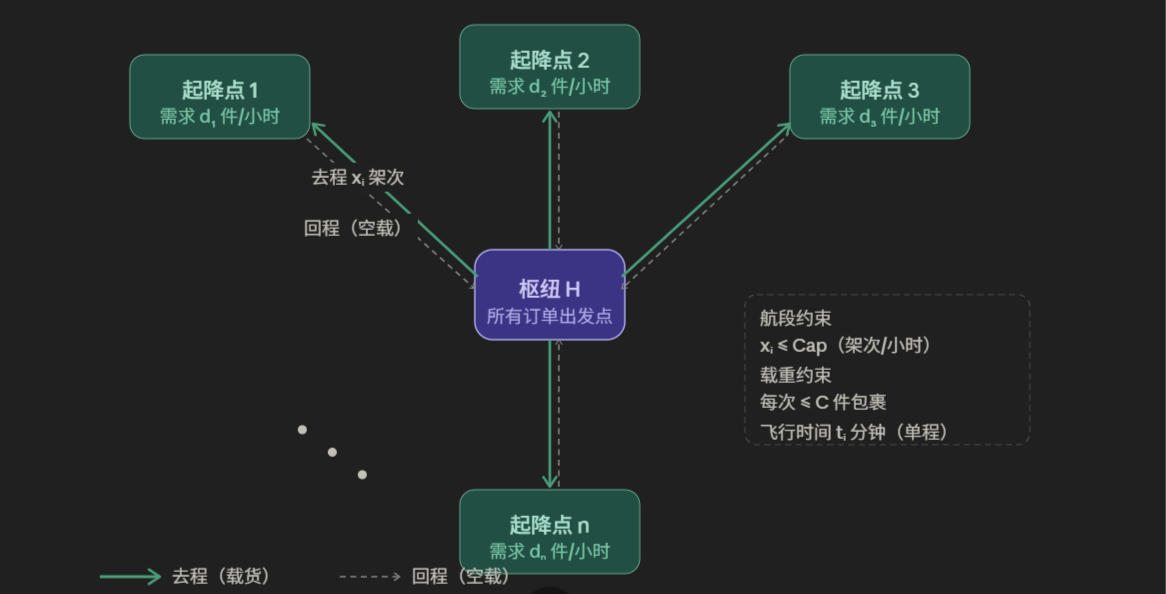 起降点 1
需求 d₁ 件/小时
起降点 2
需求 d₂ 件/小时
起降点 3
需求 d₃ 件/小时
去程 xᵢ 架次
回程（空载）
枢纽 H
所有订单出发点
航段约束
xᵢ ≤ Cap（架次/小时）
载重约束
每次 ≤ C 件包裹
飞行时间 tᵢ 分钟（单程）
起降点 n
需求 dₙ 件/小时
去程（载货）
回程（空载）